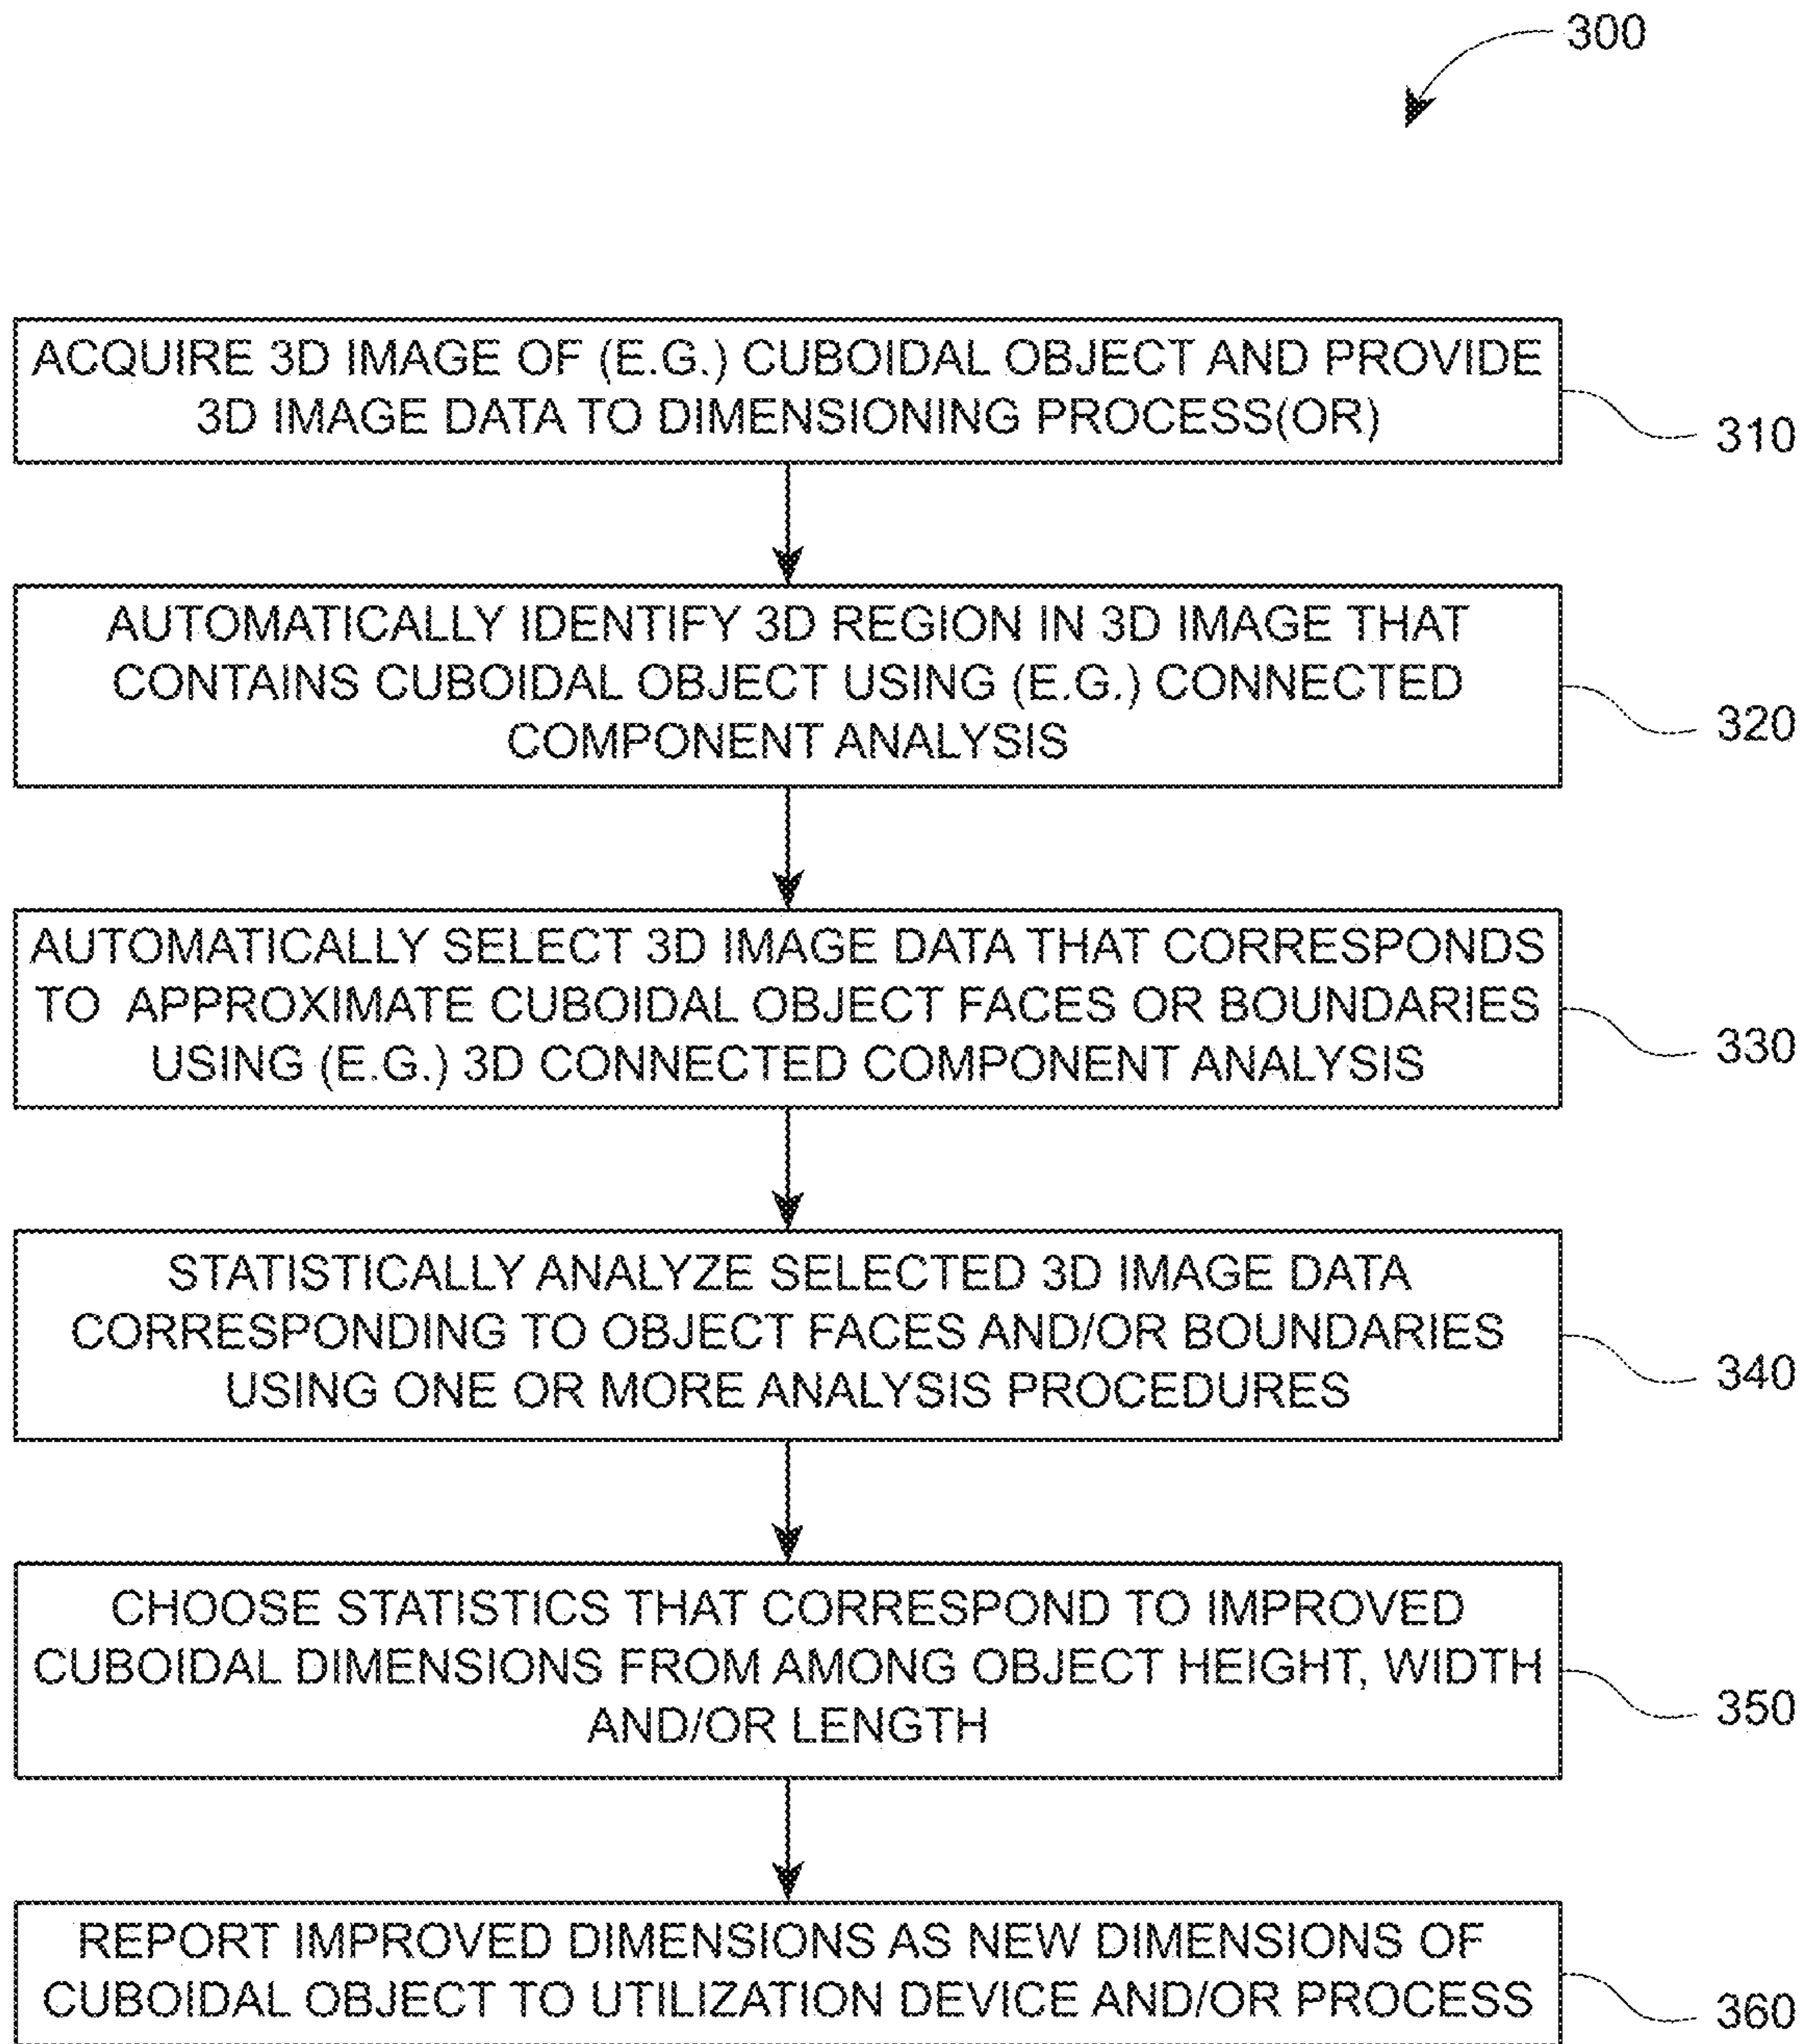 300
ACQUIRE 3D IMAGE OF (E.G.) CUBOIDAL OBJECT AND PROVIDE
3D IMAGE DATA TO DIMENSIONING PROCESS(OR)
310
AUTOMATICALLY IDENTIFY 3D REGION IN 3D IMAGE THAT
CONTAINS CUBOIDAL OBJECT USING (E.G.) CONNECTED
COMPONENT ANALYSIS
320
AUTOMATICALLY SELECT 3D IMAGE DATA THAT CORRESPONDS
TO APPROXIMATE CUBOIDAL OBJECT FACES OR BOUNDARIES
USING (E.G.) 3D CONNECTED COMPONENT ANALYSIS
330
STATISTICALLY ANALYZE SELECTED 3D IMAGE DATA
CORRESPONDING TO OBJECT FACES AND/OR BOUNDARIES
USING ONE OR MORE ANALYSIS PROCEDURES
340
CHOOSE STATISTICS THAT CORRESPOND TO IMPROVED
CUBOIDAL DIMENSIONS FROM AMONG OBJECT HEIGHT, WIDTH
AND/OR LENGTH
350
REPORT IMPROVED DIMENSIONS AS NEW DIMENSIONS OF
CUBOIDAL OBJECT TO UTILIZATION DEVICE AND/OR PROCESS
360